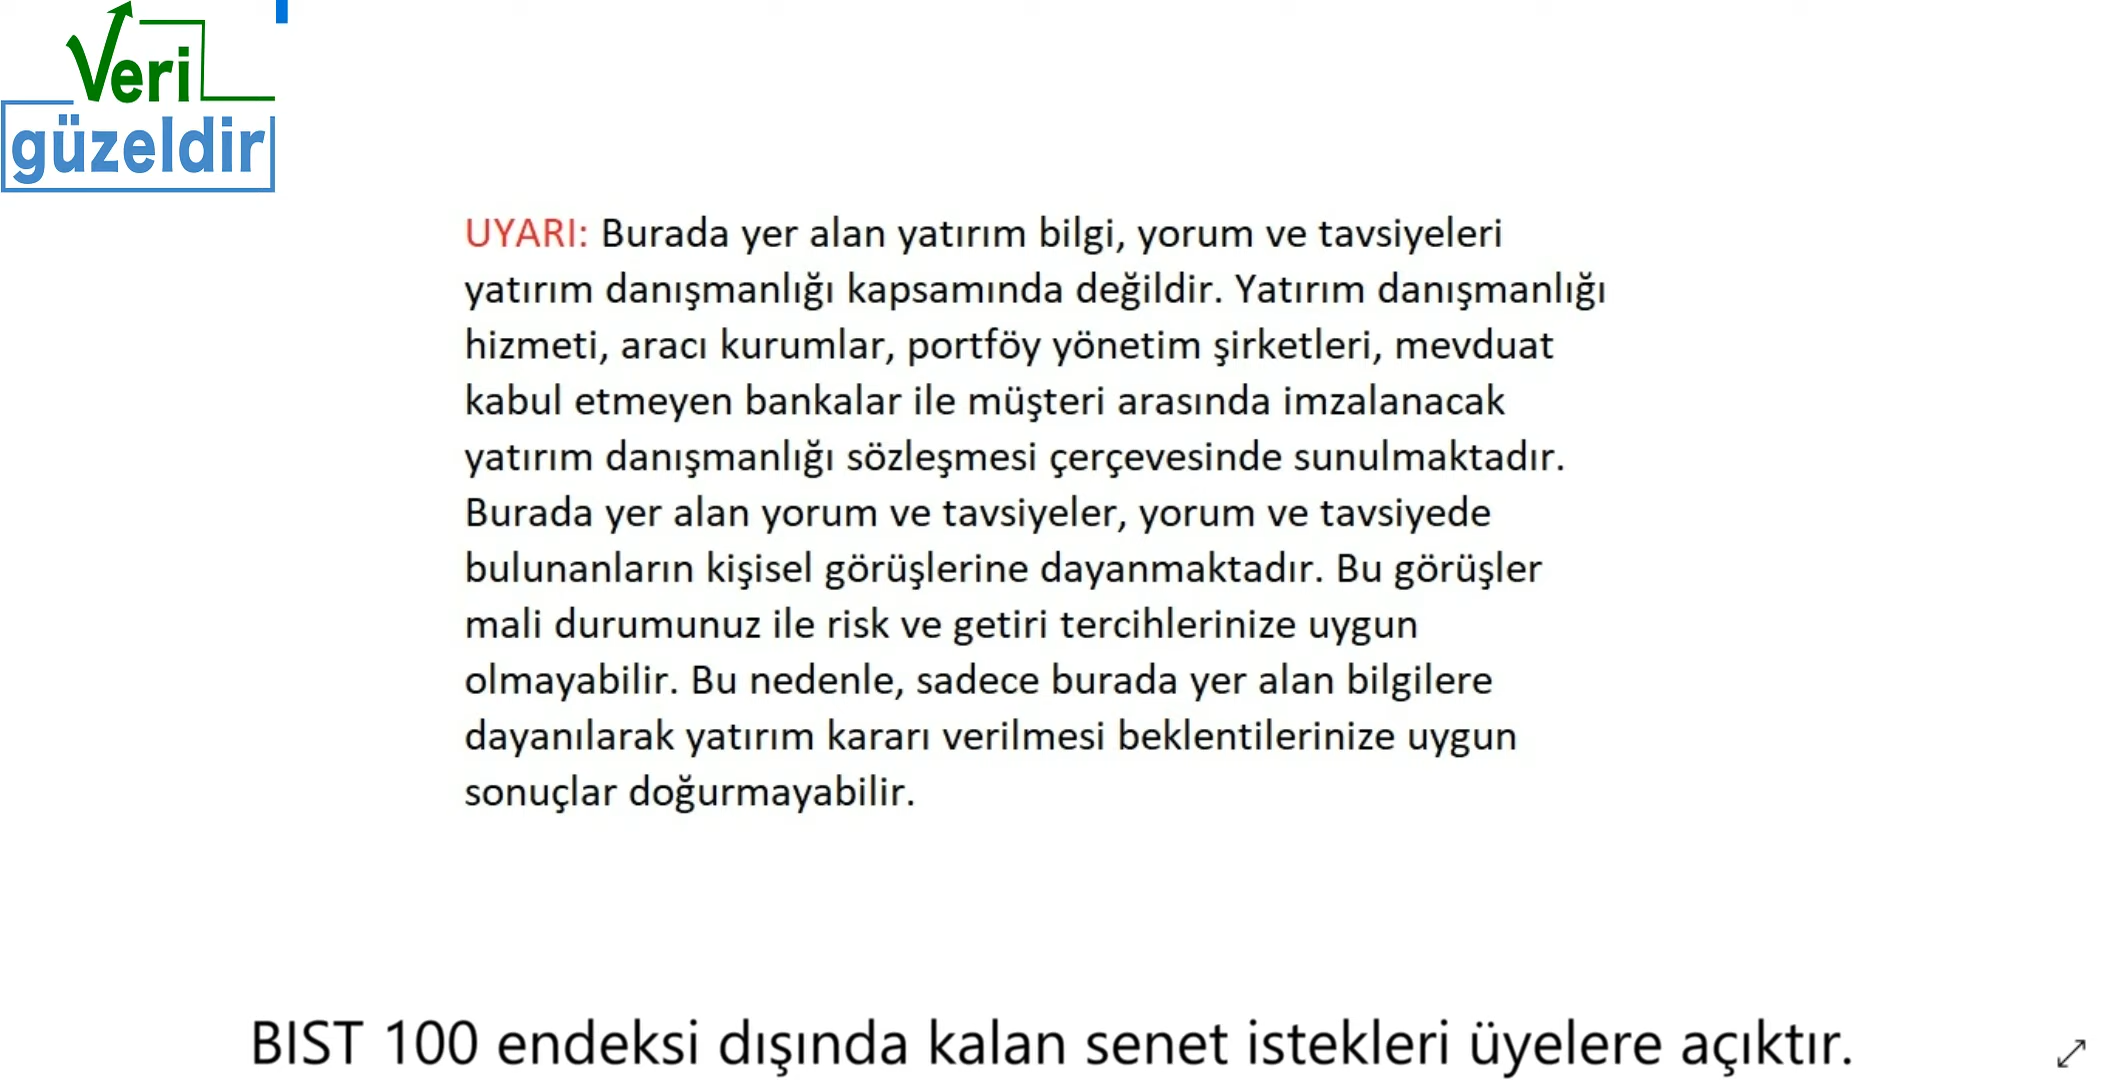 Veri
güzeldir
UYARI: Burada yer alan yatırım bilgi, yorum ve tavsiyeleri
yatırım danışmanlığı kapsamında değildir. Yatırım danışmanlığı
hizmeti, aracı kurumlar, portföy yönetim şirketleri, mevduat
kabul etmeyen bankalar ile müşteri arasında imzalanacak
yatırım danışmanlığı sözleşmesi çerçevesinde sunulmaktadır.
Burada yer alan yorum ve tavsiyeler, yorum ve tavsiyede
bulunanların kişisel görüşlerine dayanmaktadır. Bu görüşler
mali durumunuz ile risk ve getiri tercihlerinize uygun
olmayabilir. Bu nedenle, sadece burada yer alan bilgilere
dayanılarak yatırım kararı verilmesi beklentilerinize uygun
sonuçlar doğurmayabilir.
BIST 100 endeksi dışında kalan senet istekleri üyelere açıktır.